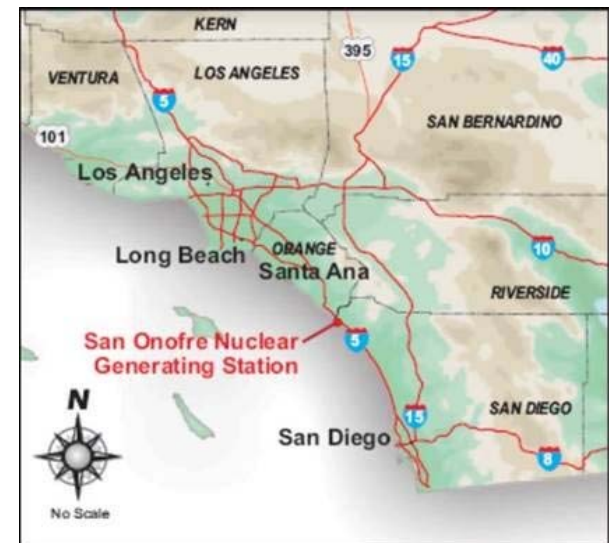 KERN
395
15
40
VENTURA
LOS ANGELES
5
SAN BERNARDINO
101
Los Angeles
Long Beach
ORANGE
Santa Ana
10
RIVERSIDE
San Onofre Nuclear
Generating Station
5
N
SAN DIEGO
15
San Diego
8
No Scale